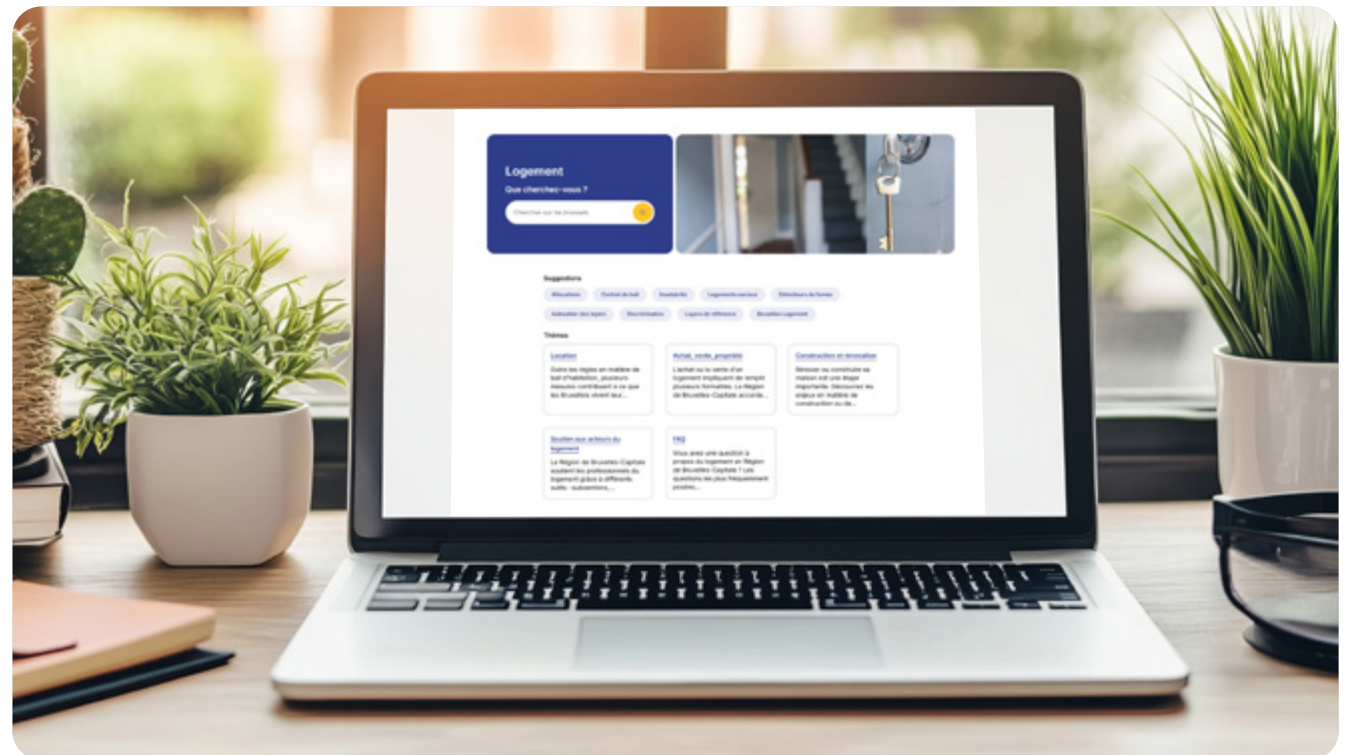 Logement
Que cherchez-vous ?
Chercher sur be.brussels
Suggestions
Allocations
Contrat de bail
Insalubrité
Logements sociaux
Détenteurs de fonds
Indexation des loyers
Discrimination
Loyers de référence
Bruxelles Logement
Thèmes
Location
Outre les règles en matière de
bail d'habitation, plusieurs
mesures contribuent à ce que
les Bruxellois vivent leur...
Achat, vente, propriété
L'achat ou la vente d'un
logement impliquent de remplir
plusieurs formalités. La Région
de Bruxelles-Capitale accorde...
Construction et rénovation
Rénover ou construire sa
maison est une étape
importante. Découvrez les
enjeux en matière de
construction ou de...
Soutien aux acteurs du
logement
La Région de Bruxelles-Capitale
soutient les professionnels du
logement grâce à différents
outils : subventions,...
FAQ
Vous avez une question à
propos du logement en Région
de Bruxelles-Capitale ? Les
questions les plus fréquemment
posées...